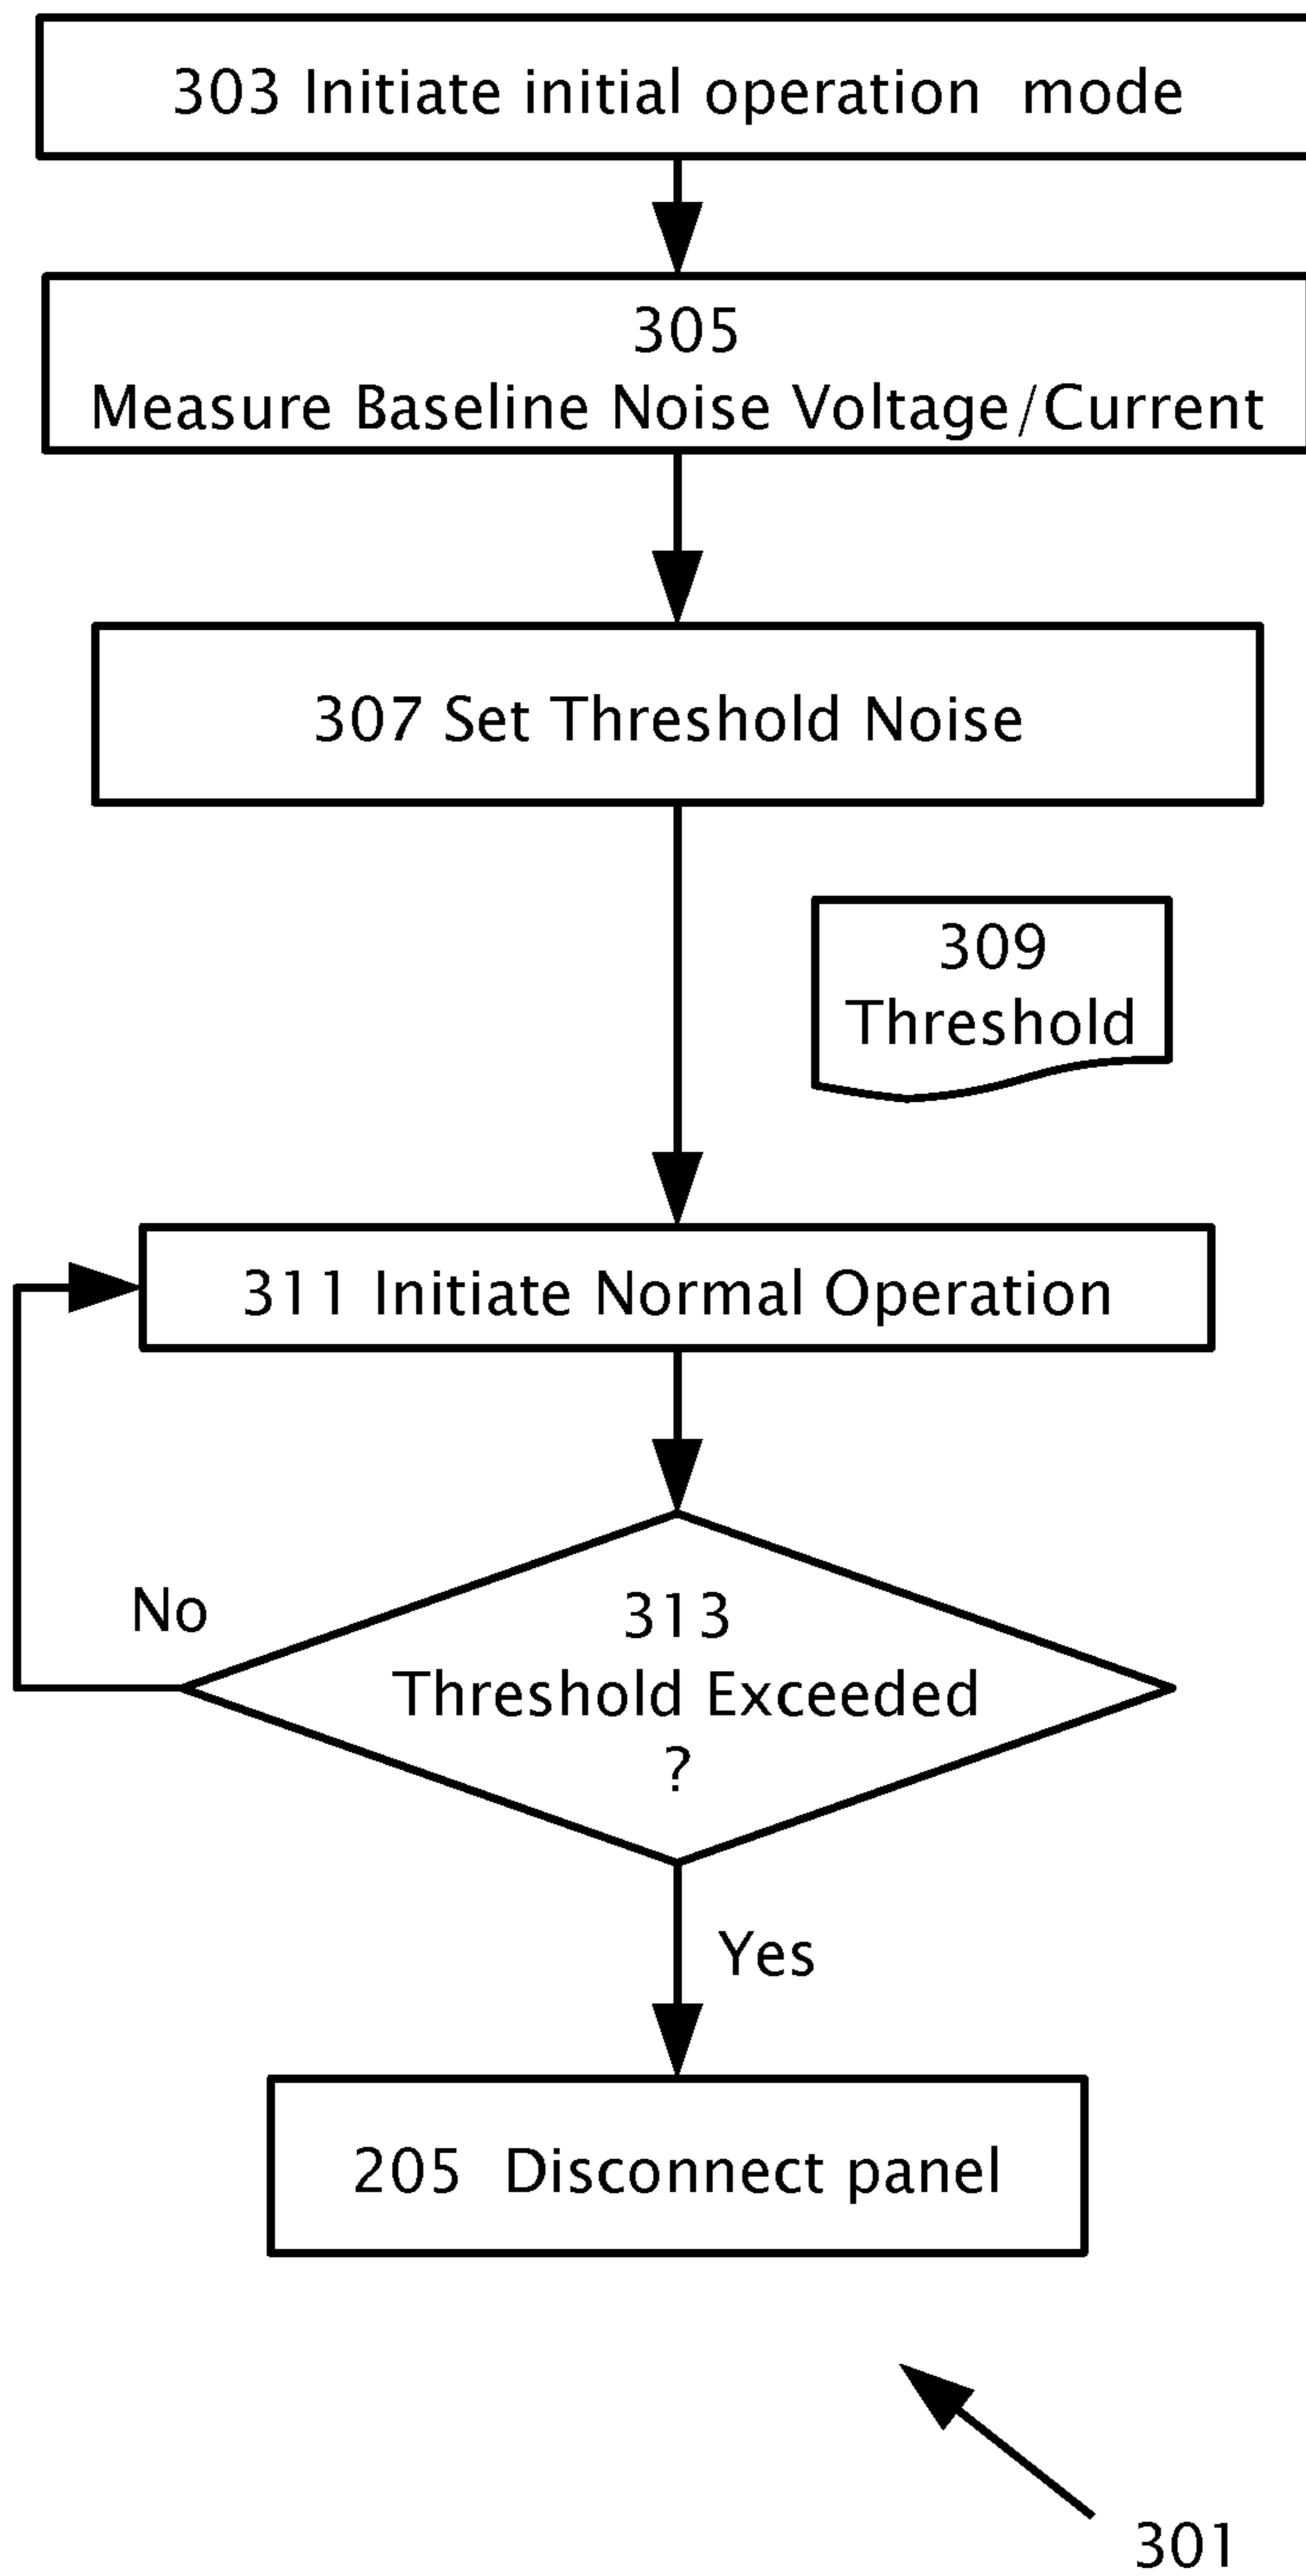 303 Initiate initial operation mode
305
Measure Baseline Noise Voltage/Current
307 Set Threshold Noise
309
Threshold
311 Initiate Normal Operation
No
313
Threshold Exceeded
?
Yes
205 Disconnect panel
301